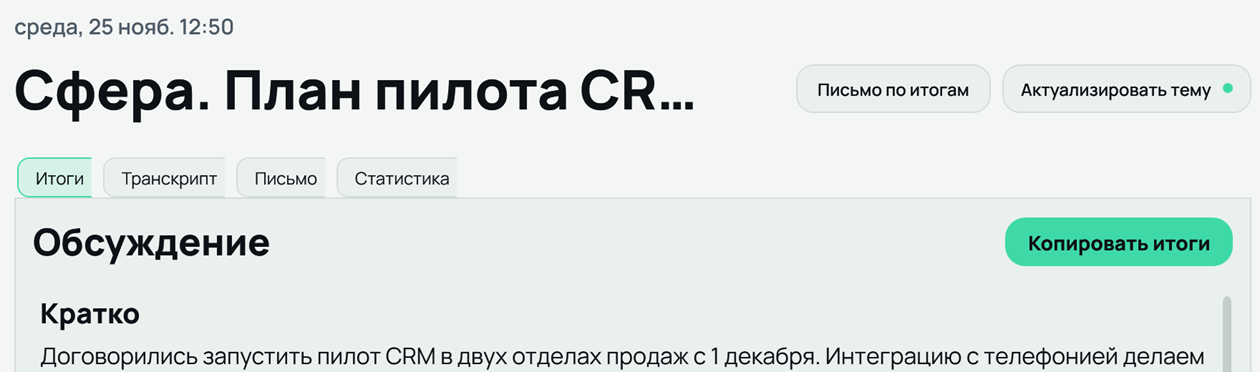 среда, 25 нояб. 12:50
Сфера. План пилота CR...
Письмо по итогам
Актуализировать тему
Итоги
Транскрипт
Письмо
Статистика
Обсуждение
Копировать итоги
Кратко
Договорились запустить пилот CRM в двух отделах продаж с 1 декабря. Интеграцию с телефонией делаем